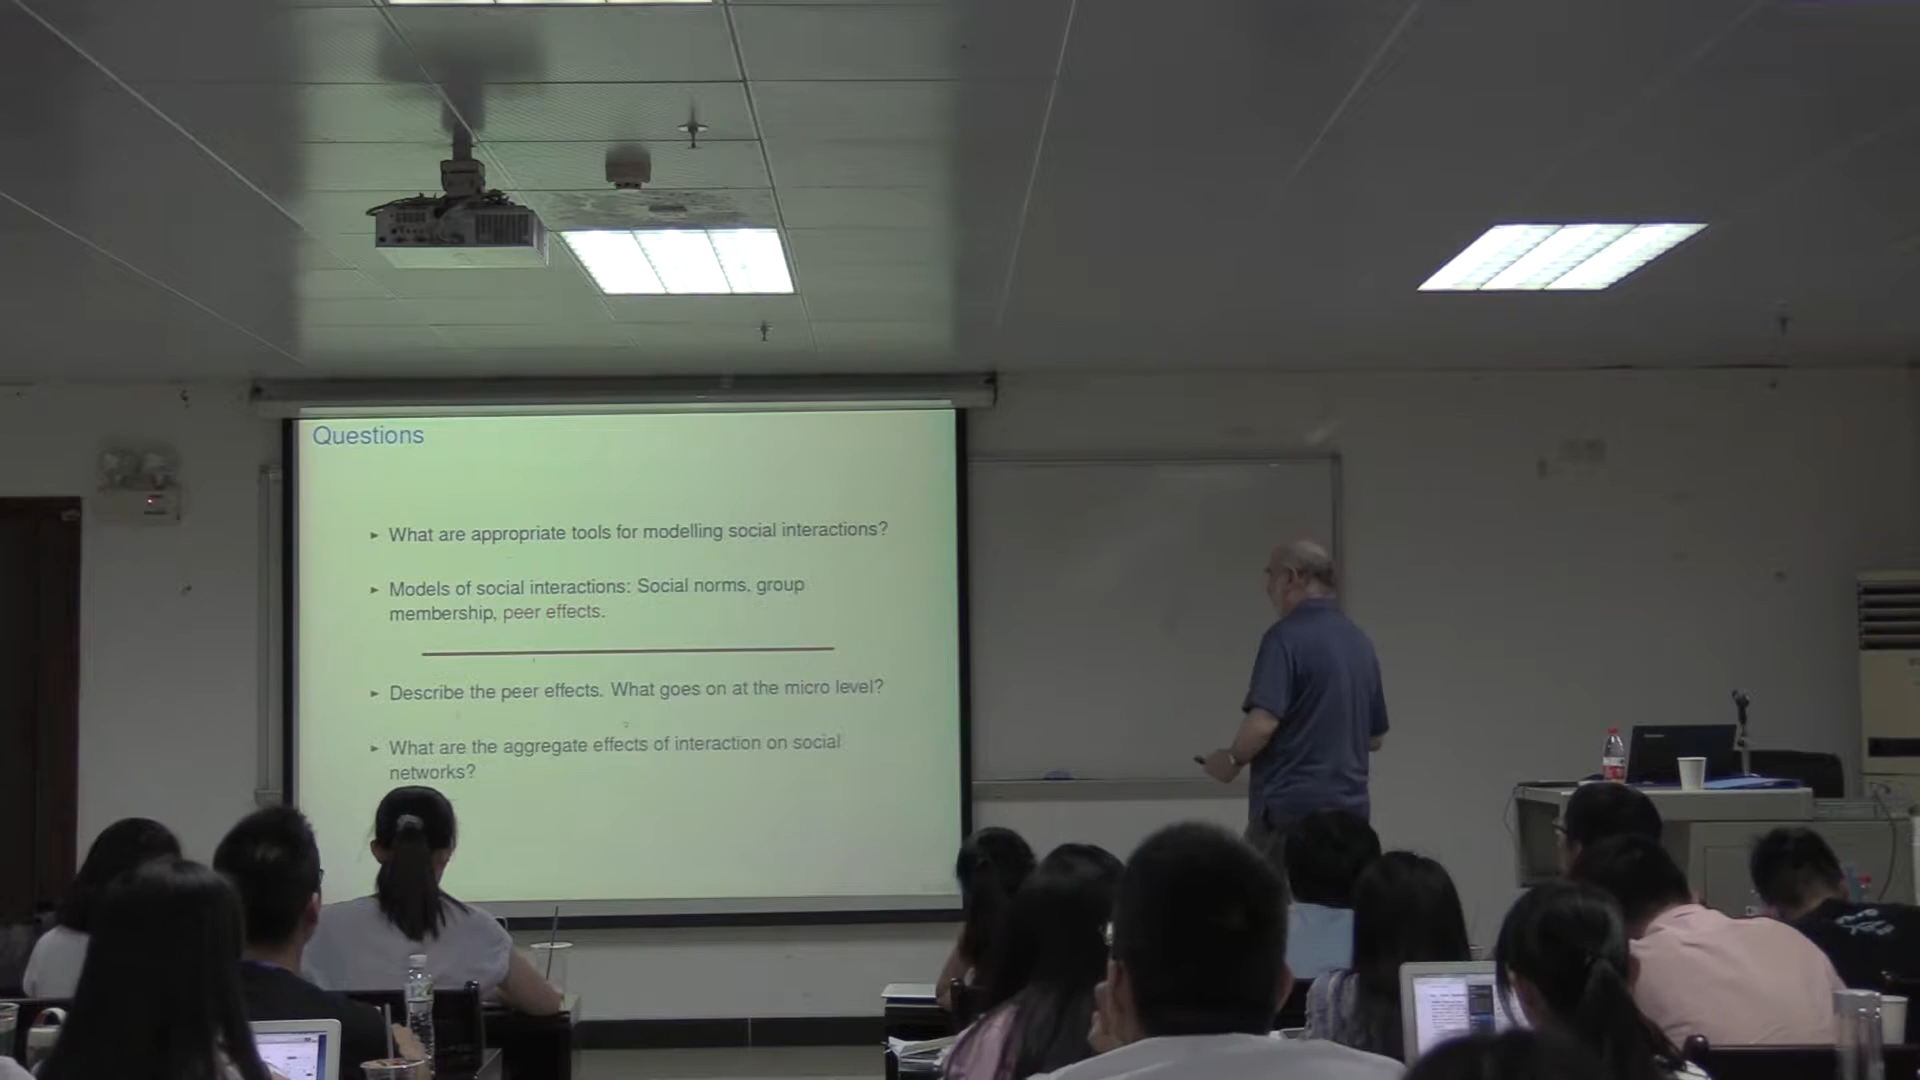 Questions
▸ What are appropriate tools for modelling social interactions?
▸ Models of social interactions: Social norms, group
membership, peer effects.
▸ Describe the peer effects. What goes on at the micro level?
▸ What are the aggregate effects of interaction on social
networks?